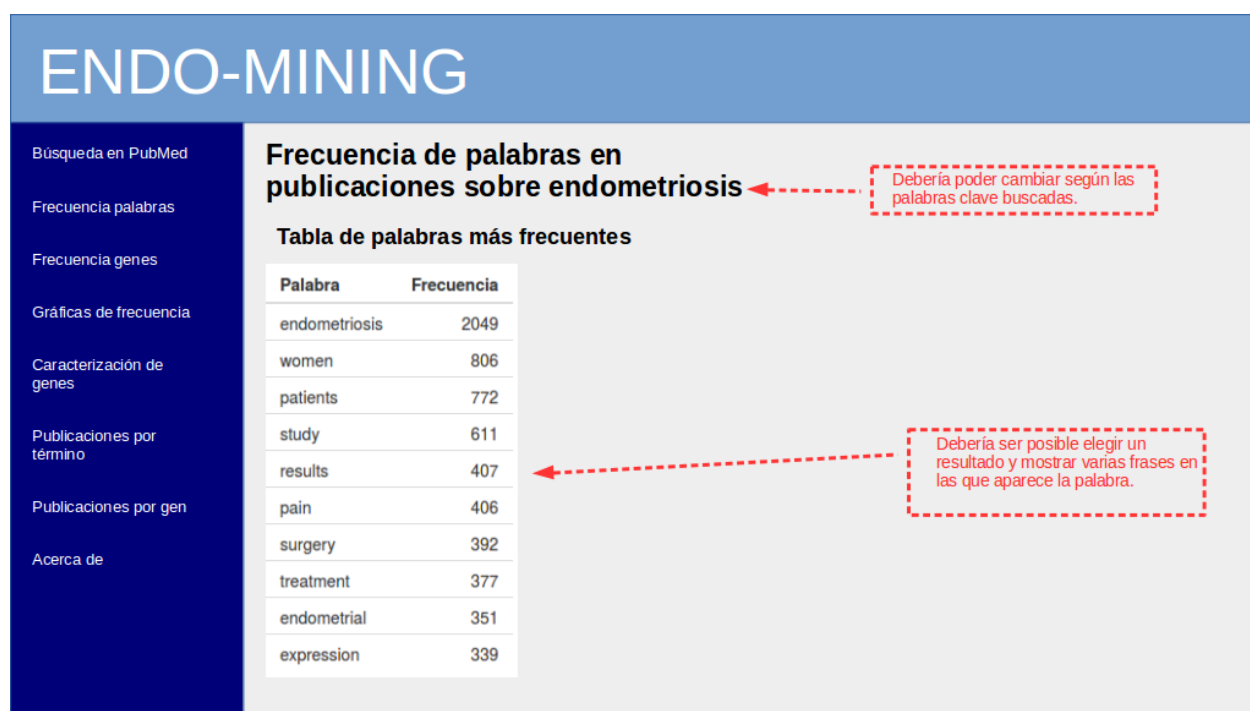 ENDO-MINING
Búsqueda en PubMed
Frecuencia palabras
Frecuencia genes
Gráficas de frecuencia
Caracterización de
genes
Publicaciones por
término
Publicaciones por gen
Acerca de
Frecuencia de palabras en
publicaciones sobre endometriosis
Debería poder cambiar según las
palabras clave buscadas.
Tabla de palabras más frecuentes
Palabra Frecuencia
endometriosis 2049
women 806
patients 772
study 611
results 407
pain 406
surgery 392
treatment 377
endometrial 351
expression 339
Debería ser posible elegir un
resultado y mostrar varias frases en
las que aparece la palabra.